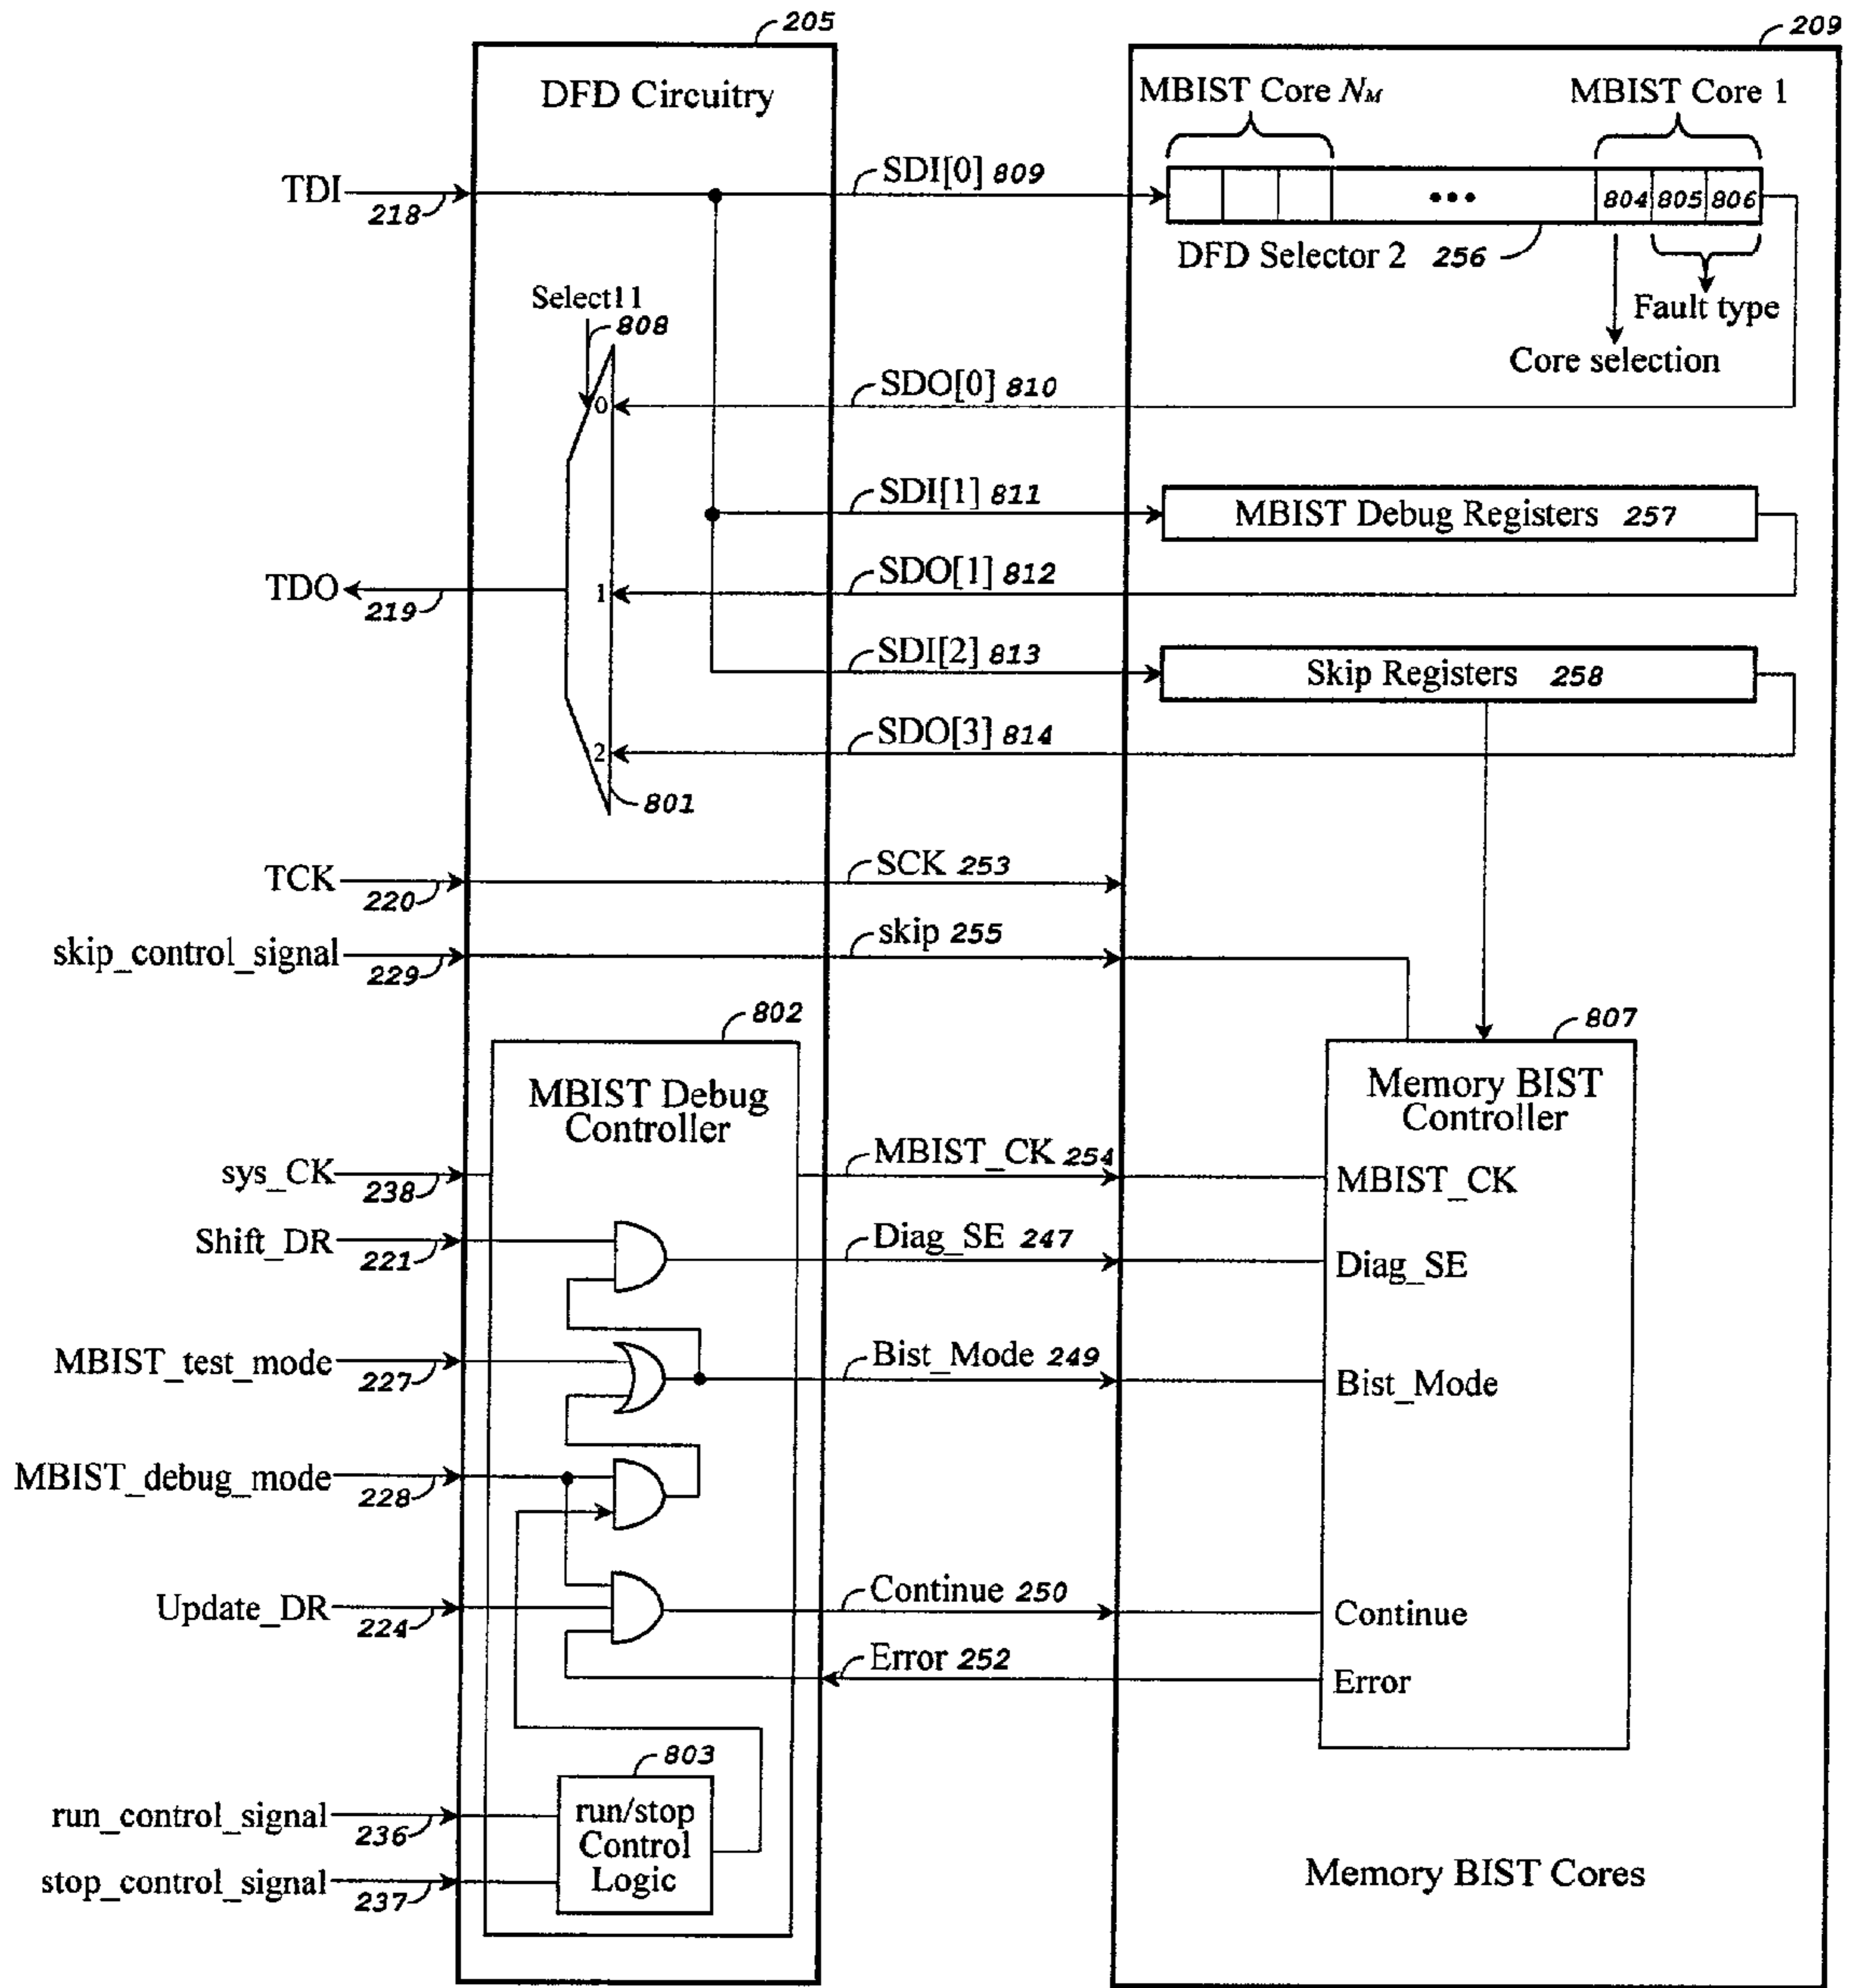 205
209
DFD Circuitry
MBIST Core NM
MBIST Core 1
TDI
218
SDI[0] 809
804 805 806
DFD Selector 2 256
Fault type
Core selection
Select11
808
SDO[0] 810
0
SDI[1] 811
MBIST Debug Registers 257
TDO
219
SDO[1] 812
1
SDI[2] 813
Skip Registers 258
SDO[3] 814
2
801
TCK
220
SCK 253
skip_control_signal
229
skip 255
802
807
MBIST Debug
Controller
Memory BIST
Controller
sys_CK
238
MBIST_CK 254
MBIST_CK
Shift_DR
221
Diag_SE 247
Diag_SE
MBIST_test_mode
227
Bist_Mode 249
Bist_Mode
MBIST_debug_mode
228
Update_DR
224
Continue 250
Continue
Error 252
Error
803
run_control_signal
236
run/stop
Control
Logic
stop_control_signal
237
Memory BIST Cores